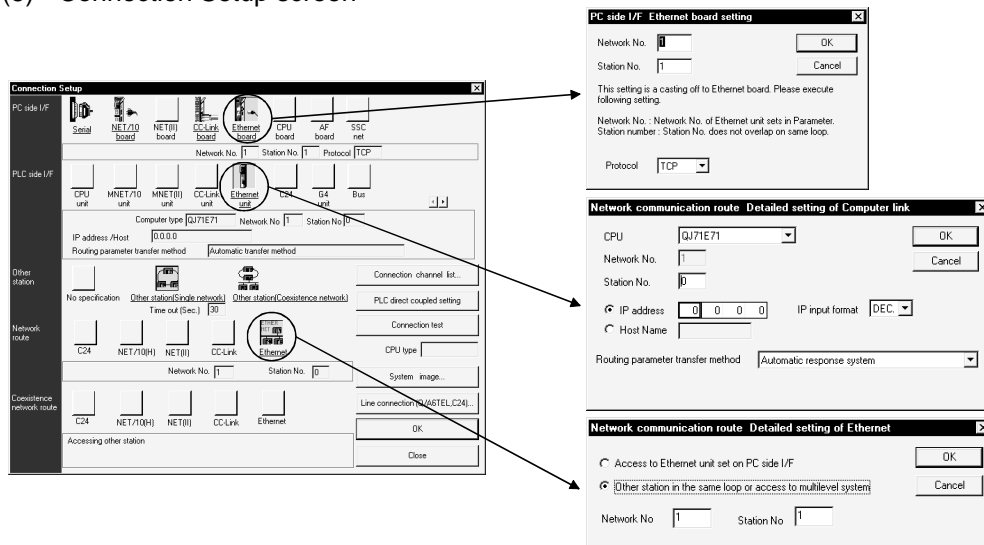 (3) Connection Setup screen
Connection Setup
PC side I/F
Serial
NET/10 board
NET(II) board
CC-Link board
Ethernet board
CPU board
AF board
SSC net
Network No. 1 Station No. 1 Protocol TCP
PLC side I/F
CPU unit
MNET/10 unit
MNET(II) unit
CC-Link unit
Ethernet unit
C24
G4 unit
Bus
Computer type QJ71E71 Network No 1 Station No 0
IP address /Host 0.0.0.0
Routing parameter transfer method Automatic transfer method
Other station
No specification
Other station(Single network)
Other station(Coexistence network)
Time out (Sec.) 30
Connection channel list...
PLC direct coupled setting
Connection test
CPU type
System image...
Line connection (Q/A6TEL,C24)...
OK
Close
Network route
C24
NET/10(H)
NET(II)
CC-Link
Ethernet
Network No. 1 Station No. 0
Coexistence network route
C24
NET/10(H)
NET(II)
CC-Link
Ethernet
Accessing other station
PC side I/F Ethernet board setting
Network No. 1
OK
Station No. 1
Cancel
This setting is a casting off to Ethernet board. Please execute
following setting.
Network No. : Network No. of Ethernet unit sets in Parameter.
Station number : Station No. does not overlap on same loop.
Protocol TCP
Network communication route Detailed setting of Computer link
CPU QJ71E71
OK
Network No. 1
Cancel
Station No. 0
IP address 0 0 0 0 IP input format DEC.
Host Name
Routing parameter transfer method Automatic response system
Network communication route Detailed setting of Ethernet
Access to Ethernet unit set on PC side I/F
OK
Other station in the same loop or access to multilevel system
Cancel
Network No 1 Station No 1